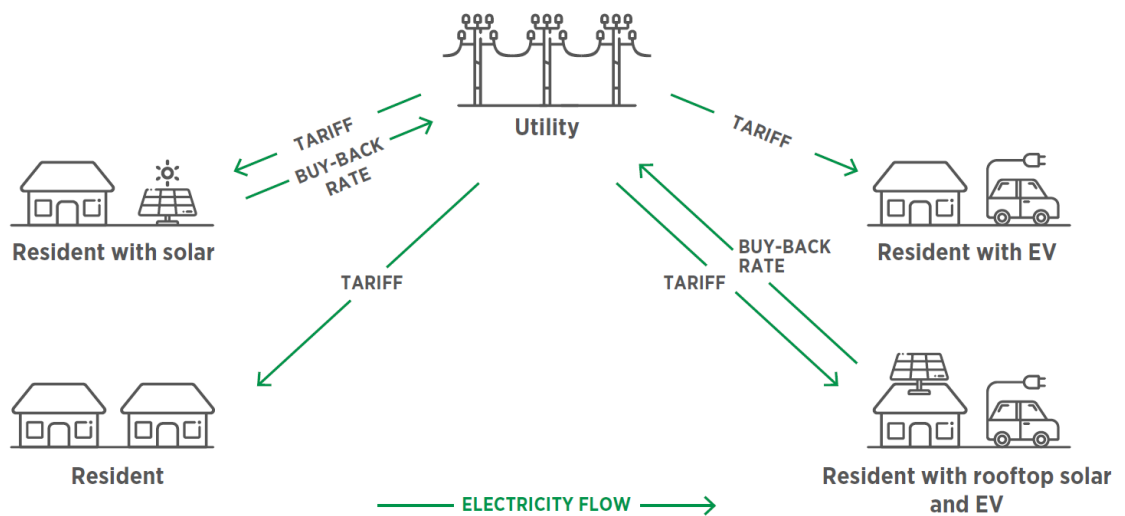 Utility
TARIFF
BUY-BACK
RATE
TARIFF
Resident with solar
Resident with EV
TARIFF
TARIFF
BUY-BACK
RATE
Resident
Resident with rooftop solar
and EV
ELECTRICITY FLOW